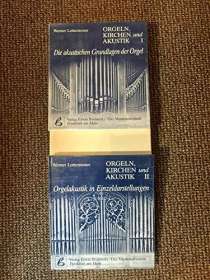 Werner Lottermoser
ORGELN,
KIRCHEN und
AKUSTIK I
Die akustischen Grundlagen der Orgel
Verlag Erwin Bochinsky / Das Musikinstrument
Frankfurt am Main
Werner Lottermoser
ORGELN,
KIRCHEN und
AKUSTIK II
Orgelakustik in Einzeldarstellungen
Verlag Erwin Bochinsky / Das Musikinstrument
Frankfurt am Main